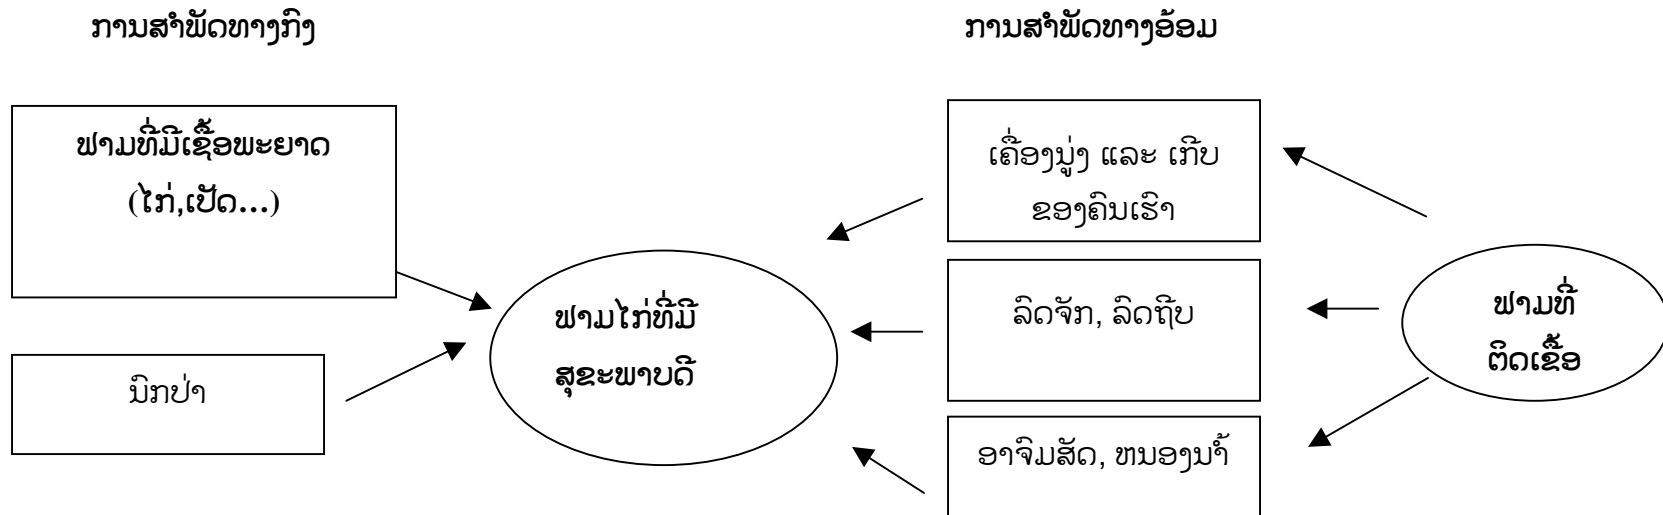 ການສຳພັດທາງກົງ
ການສຳພັດທາງອ້ອມ
ຟາມທີ່ມີເຊື້ອພະຍາດ
(ໄກ່,ເປັດ...)
ນົກປ່າ
ຟາມໄກ່ທີ່ມີ
ສຸຂະພາບດີ
ເຄື່ອງນູ່ງ ແລະ ເກີບ
ຂອງຄົນເຮົາ
ລົດຈັກ, ລົດຖີບ
ອາຈົມສັດ, ຫນອງນ້ຳ
ຟາມທີ່
ຕິດເຊື້ອ